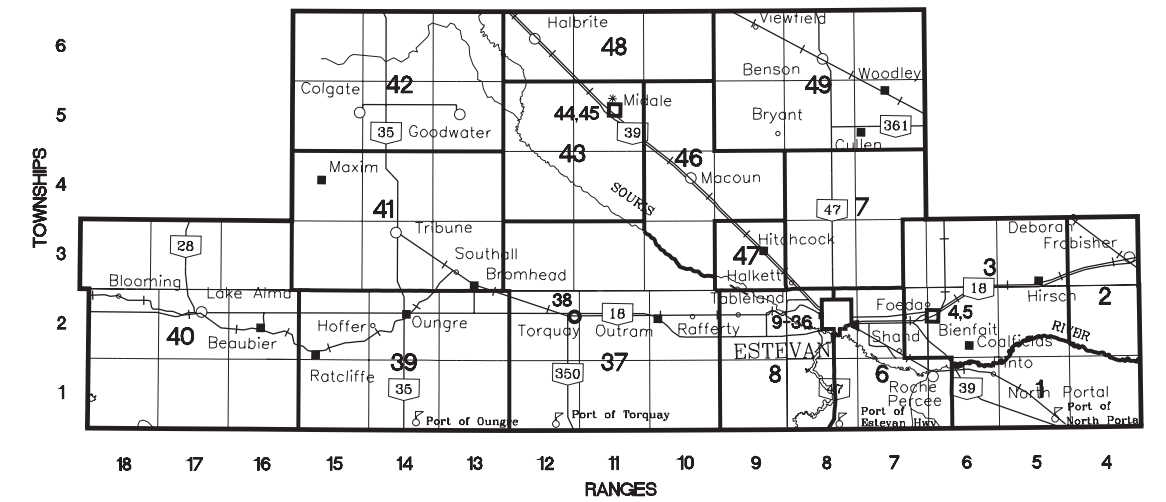 Halbrite
Viewfield
6
48
Benson
Woodley
42
49
Colgate
44,45
Midale
5
Bryant
35
Goodwater
39
361
Cullen
43
46
Maxim
Macoun
4
TOWNSHIPS
SOURIS
41
47
7
Tribune
Deborah
28
Hitchcock
Frobisher
3
Southall
47
3
Bromhead
Halkett
Blooming
18
Hirsch
2
Lake Alma
38
Tableland
Foeda
4,5
2
Hoffer
Oungre
18
9-36
Bienfait
RIVER
40
Beaubier
Torquay
Outram
Rafferty
Shand
Coalfields
ESTEVAN
39
37
Pinto
Ratcliffe
350
8
6
1
35
47
Roche
Percee
39
1
North Portal
Port of Oungre
Port of Torquay
Port of
Estevan Hwy
Port of
North Porta
18 17 16 15 14 13 12 11 10 9 8 7 6 5 4
RANGES